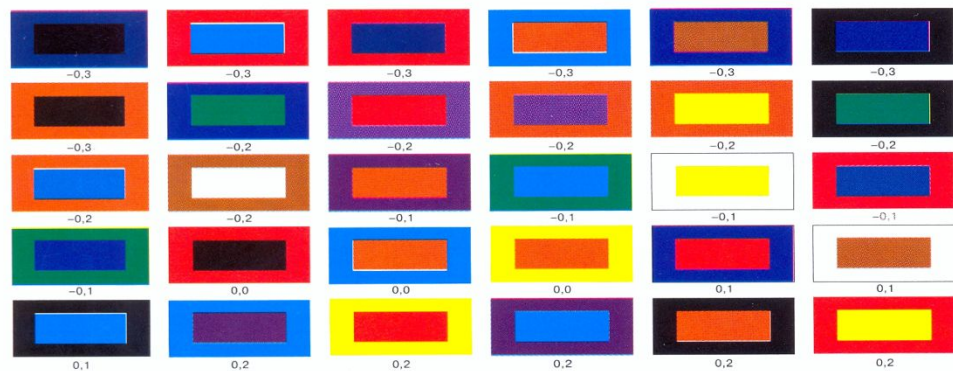 −0,3 −0,3 −0,3 −0,3 −0,3 −0,3
−0,3 −0,2 −0,2 −0,2 −0,2 −0,2
−0,2 −0,2 −0,1 −0,1 −0,1 −0,1
−0,1 0,0 0,0 0,0 0,1 0,1
0,1 0,2 0,2 0,2 0,2 0,2